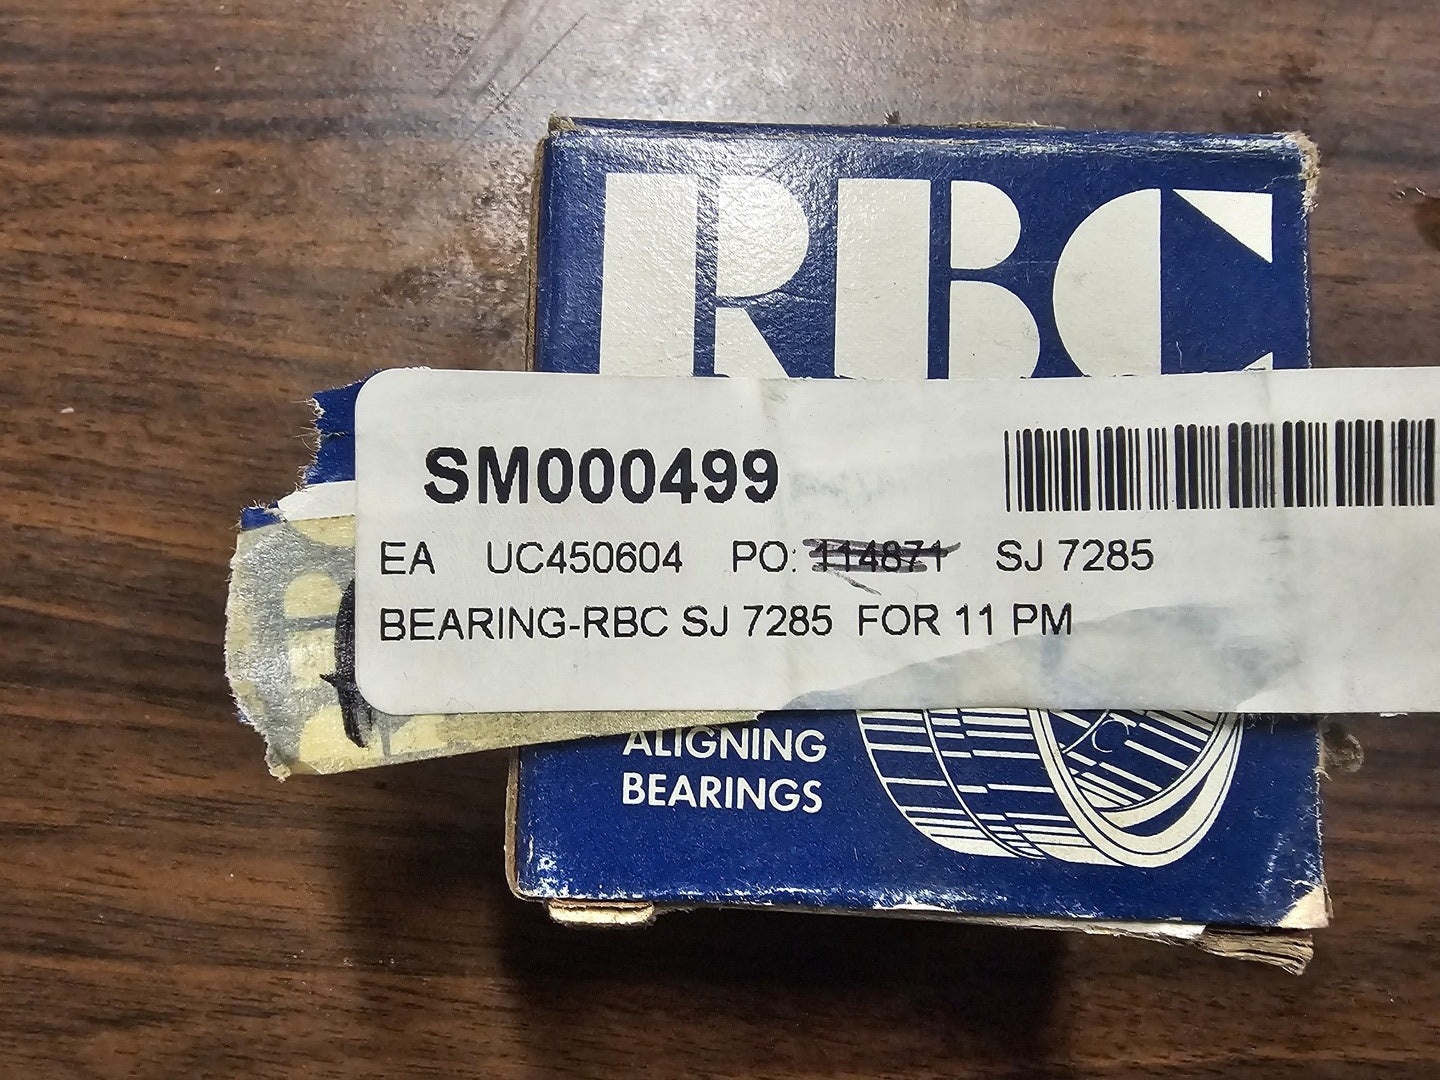 RBC
SM000499
EA UC450604 PO: 114871 SJ 7285
BEARING-RBC SJ 7285 FOR 11 PM
ALIGNING
BEARINGS